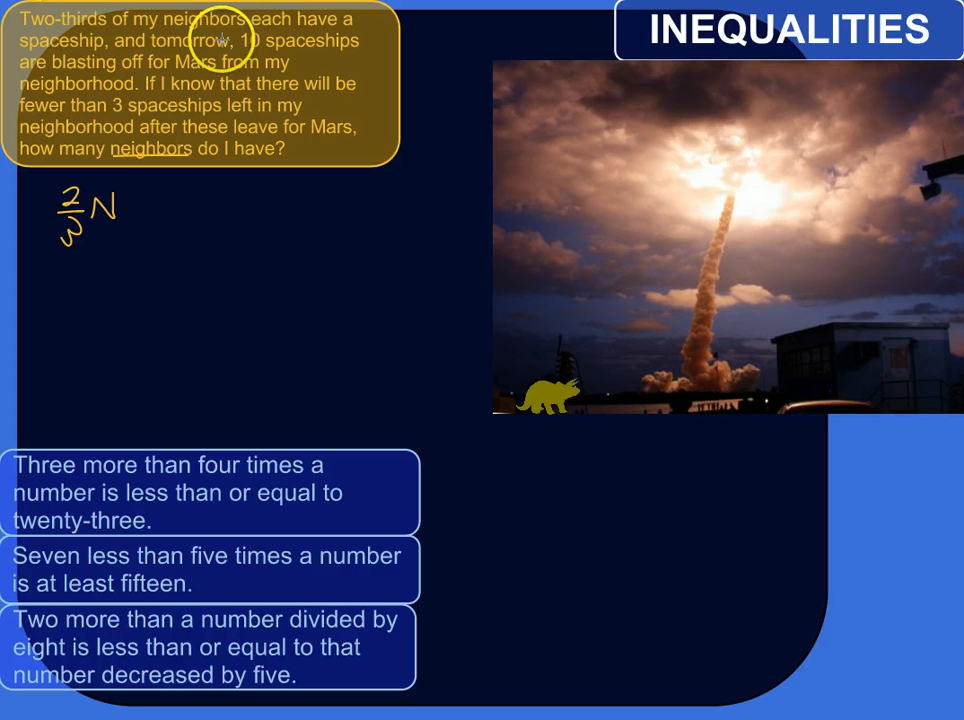 Two-thirds of my neighbors each have a
spaceship, and tomorrow, 10 spaceships
are blasting off for Mars from my
neighborhood. If I know that there will be
fewer than 3 spaceships left in my
neighborhood after these leave for Mars,
how many neighbors do I have?
INEQUALITIES
2/3 N
Three more than four times a
number is less than or equal to
twenty-three.
Seven less than five times a number
is at least fifteen.
Two more than a number divided by
eight is less than or equal to that
number decreased by five.